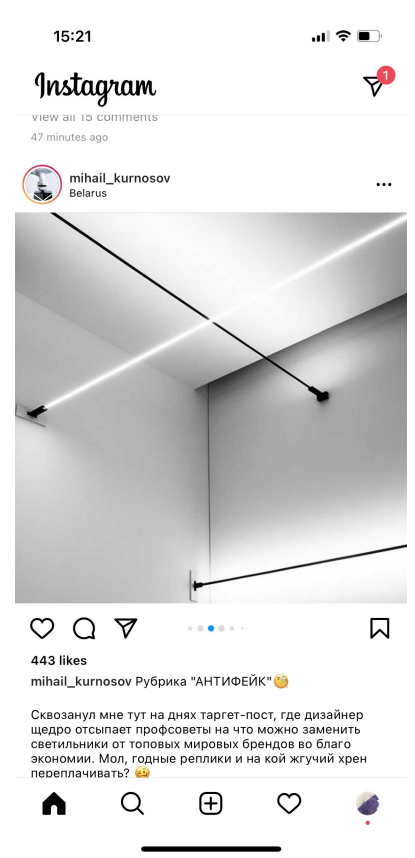 15:21
Instagram
1
View all 15 comments
47 minutes ago
mihail_kurnosov
Belarus
443 likes
mihail_kurnosov Рубрика "АНТИФЕЙК"🧐
Сквозанул мне тут на днях таргет-пост, где дизайнер
щедро отсыпает профсоветы на что можно заменить
светильники от топовых мировых брендов во благо
экономии. Мол, годные реплики и на кой жгучий хрен
переплачивать? 🥴